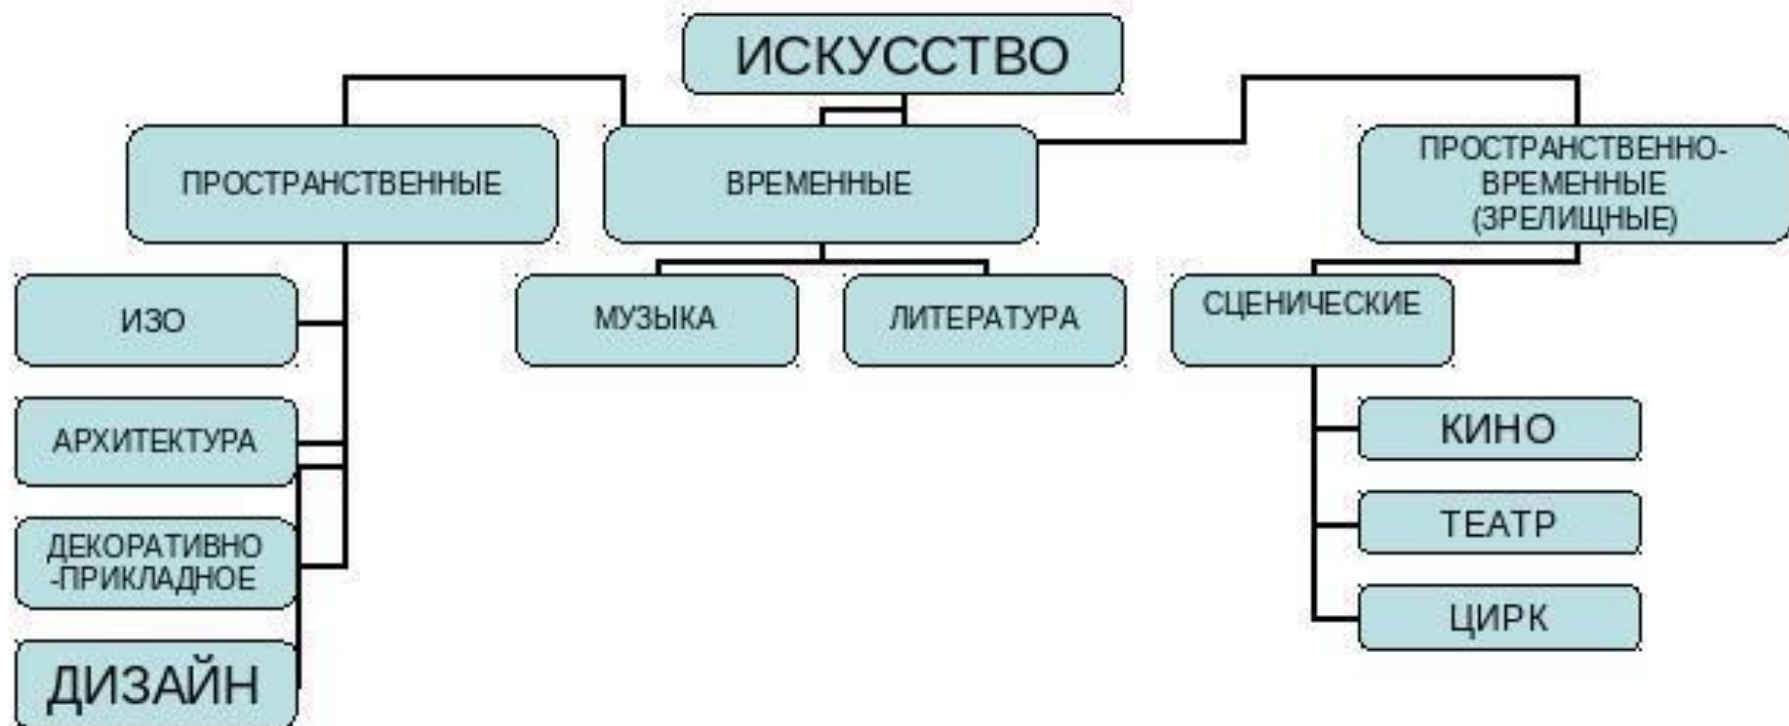 ИСКУССТВО
ПРОСТРАНСТВЕННЫЕ
ВРЕМЕННЫЕ
ПРОСТРАНСТВЕННО-
ВРЕМЕННЫЕ
(ЗРЕЛИЩНЫЕ)
ИЗО
МУЗЫКА
ЛИТЕРАТУРА
СЦЕНИЧЕСКИЕ
АРХИТЕКТУРА
КИНО
ДЕКОРАТИВНО
-ПРИКЛАДНОЕ
ТЕАТР
ДИЗАЙН
ЦИРК